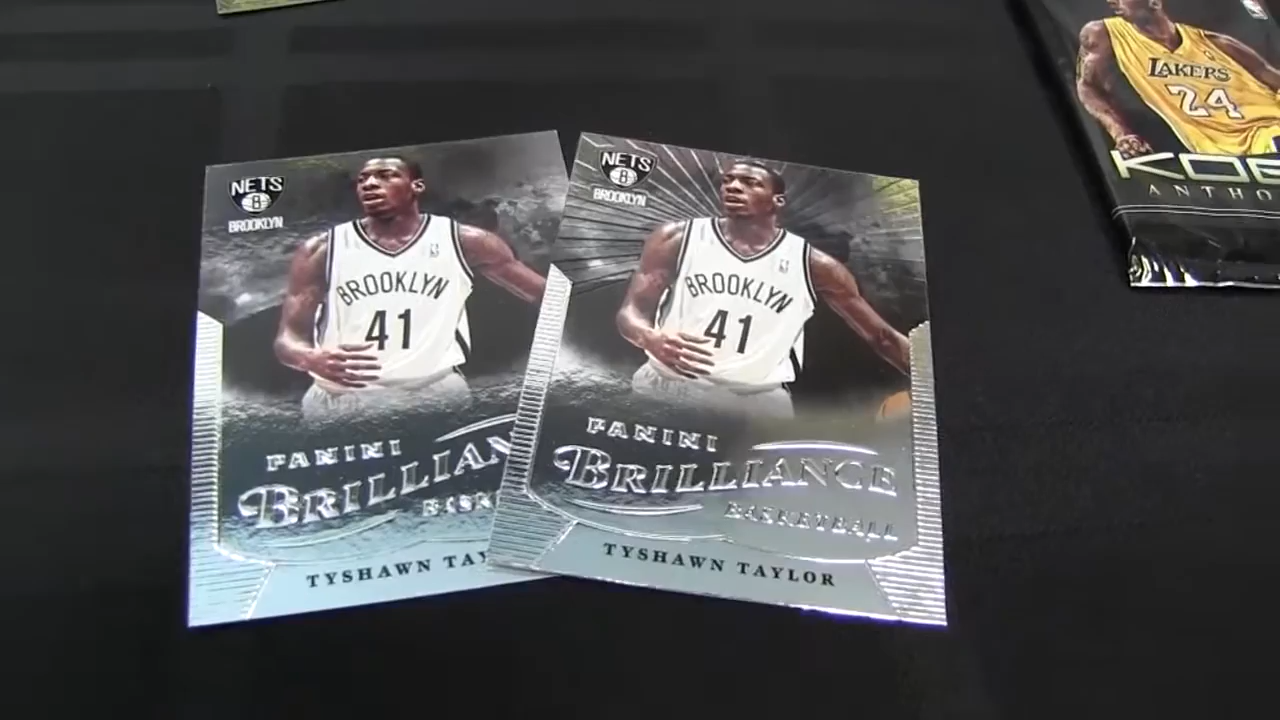 NETS
B
BROOKLYN
BROOKLYN
41
PANINI
BRILLIAN
BASK
TYSHAWN TAY
NETS
B
BROOKLYN
BROOKLYN
41
PANINI
BRILLIANCE
BASKETBALL
TYSHAWN TAYLOR
LAKERS
24
KOB
ANTHO